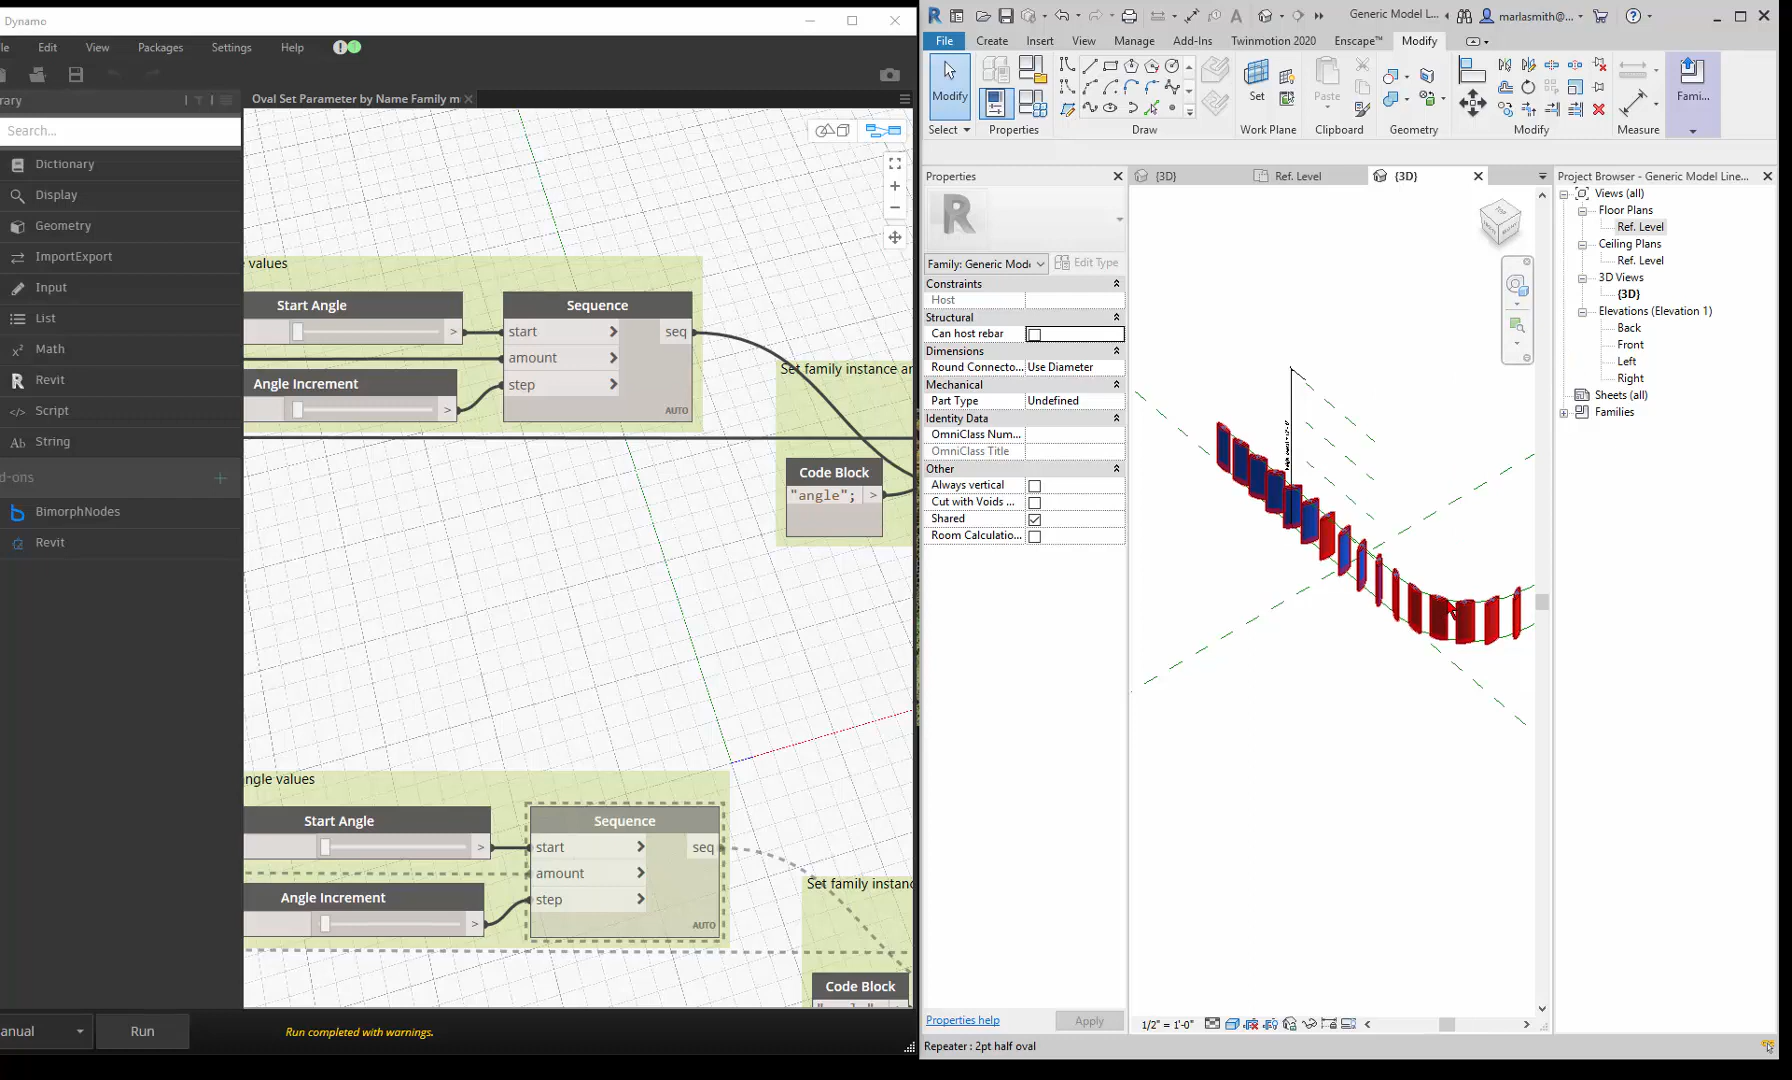 Dynamo
le Edit View Packages Settings Help
rary
Search...
Dictionary
Display
Geometry
ImportExport
Input
List
Math
Revit
Script
String
d-ons
BimorphNodes
Revit
anual
Run
Run completed with warnings.
Oval Set Parameter by Name Family m
values
Start Angle
>
Angle Increment
>
Sequence
start > seq
amount >
step >
AUTO
Set family instance an
Code Block
"angle"; >
ngle values
Start Angle
>
Angle Increment
>
Sequence
start > seq
amount >
step >
AUTO
Set family instanc
Code Block
Generic Model L...
marlasmith@...
File Create Insert View Manage Add-Ins Twinmotion 2020 Enscape™ Modify
Modify
Set
Paste
Fami...
Select Properties Draw Work Plane Clipboard Geometry Modify Measure
Properties
R
Family: Generic Mode
Edit Type
Constraints
Host
Structural
Can host rebar
Dimensions
Round Connecto... Use Diameter
Mechanical
Part Type Undefined
Identity Data
OmniClass Num...
OmniClass Title
Other
Always vertical
Cut with Voids ...
Shared
Room Calculatio...
Properties help
Apply
{3D}
Ref. Level
{3D}
TOP
1/2" = 1'-0"
Project Browser - Generic Model Line...
Views (all)
Floor Plans
Ref. Level
Ceiling Plans
Ref. Level
3D Views
{3D}
Elevations (Elevation 1)
Back
Front
Left
Right
Sheets (all)
Families
Repeater : 2pt half oval